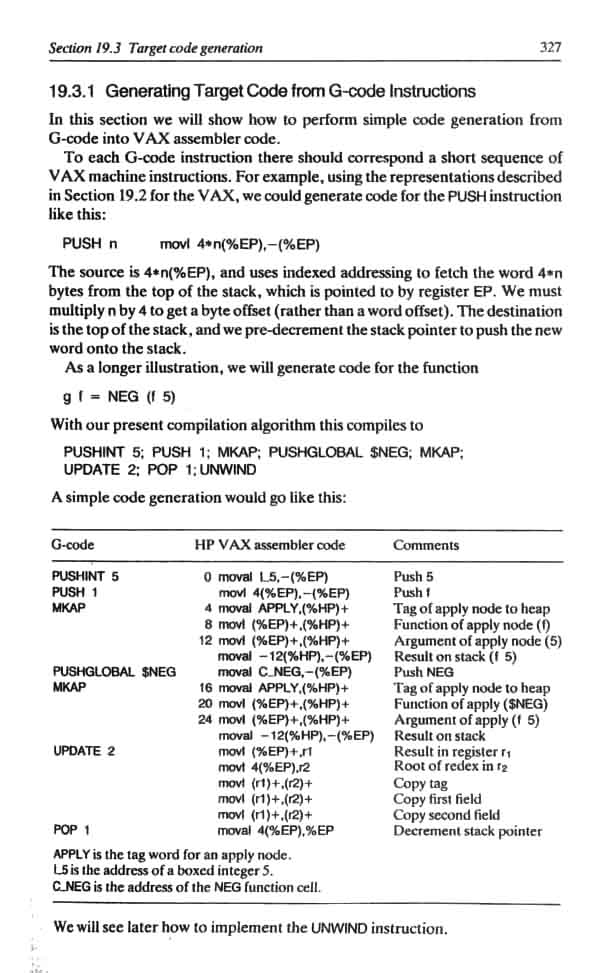 Section 19.3 Target code generation 327
19.3.1 Generating Target Code from G-code Instructions
In this section we will show how to perform simple code generation from
G-code into VAX assembler code.
To each G-code instruction there should correspond a short sequence of
VAX machine instructions. For example, using the representations described
in Section 19.2 for the VAX, we could generate code for the PUSH instruction
like this:
PUSH n movl 4*n(%EP),−(%EP)
The source is 4*n(%EP), and uses indexed addressing to fetch the word 4*n
bytes from the top of the stack, which is pointed to by register EP. We must
multiply n by 4 to get a byte offset (rather than a word offset). The destination
is the top of the stack, and we pre-decrement the stack pointer to push the new
word onto the stack.
As a longer illustration, we will generate code for the function
g f = NEG (f 5)
With our present compilation algorithm this compiles to
PUSHINT 5; PUSH 1; MKAP; PUSHGLOBAL $NEG; MKAP;
UPDATE 2; POP 1; UNWIND
A simple code generation would go like this:
G-code HP VAX assembler code Comments
PUSHINT 5 0 moval L5,−(%EP) Push 5
PUSH 1 movl 4(%EP),−(%EP) Push f
MKAP 4 moval APPLY,(%HP)+ Tag of apply node to heap
8 movl (%EP)+,(%HP)+ Function of apply node (f)
12 movl (%EP)+,(%HP)+ Argument of apply node (5)
moval −12(%HP),−(%EP) Result on stack (f 5)
PUSHGLOBAL $NEG moval C_NEG,−(%EP) Push NEG
MKAP 16 moval APPLY,(%HP)+ Tag of apply node to heap
20 movl (%EP)+,(%HP)+ Function of apply ($NEG)
24 movl (%EP)+,(%HP)+ Argument of apply (f 5)
moval −12(%HP),−(%EP) Result on stack
UPDATE 2 movl (%EP)+,r1 Result in register r1
movl 4(%EP),r2 Root of redex in r2
movl (r1)+,(r2)+ Copy tag
movl (r1)+,(r2)+ Copy first field
movl (r1)+,(r2)+ Copy second field
POP 1 moval 4(%EP),%EP Decrement stack pointer
APPLY is the tag word for an apply node.
L5 is the address of a boxed integer 5.
C_NEG is the address of the NEG function cell.
We will see later how to implement the UNWIND instruction.